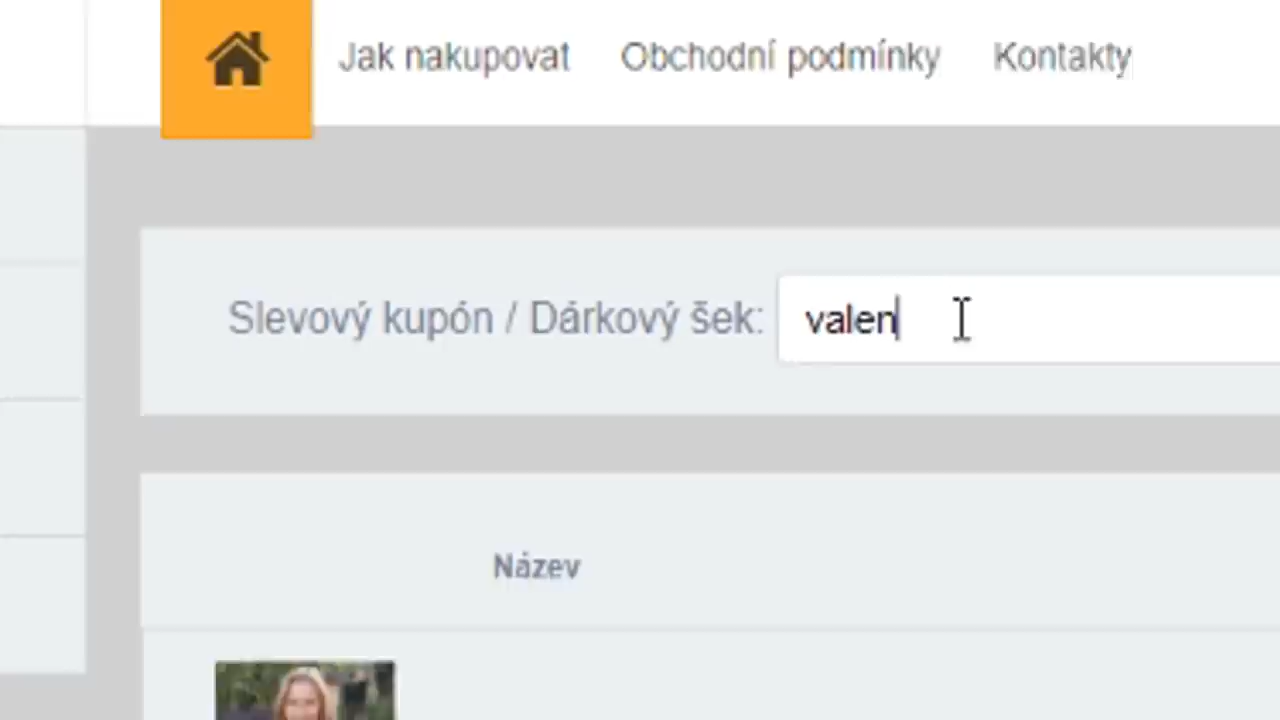 Jak nakupovat Obchodní podmínky Kontakty
Slevový kupón / Dárkový šek: valen
Název